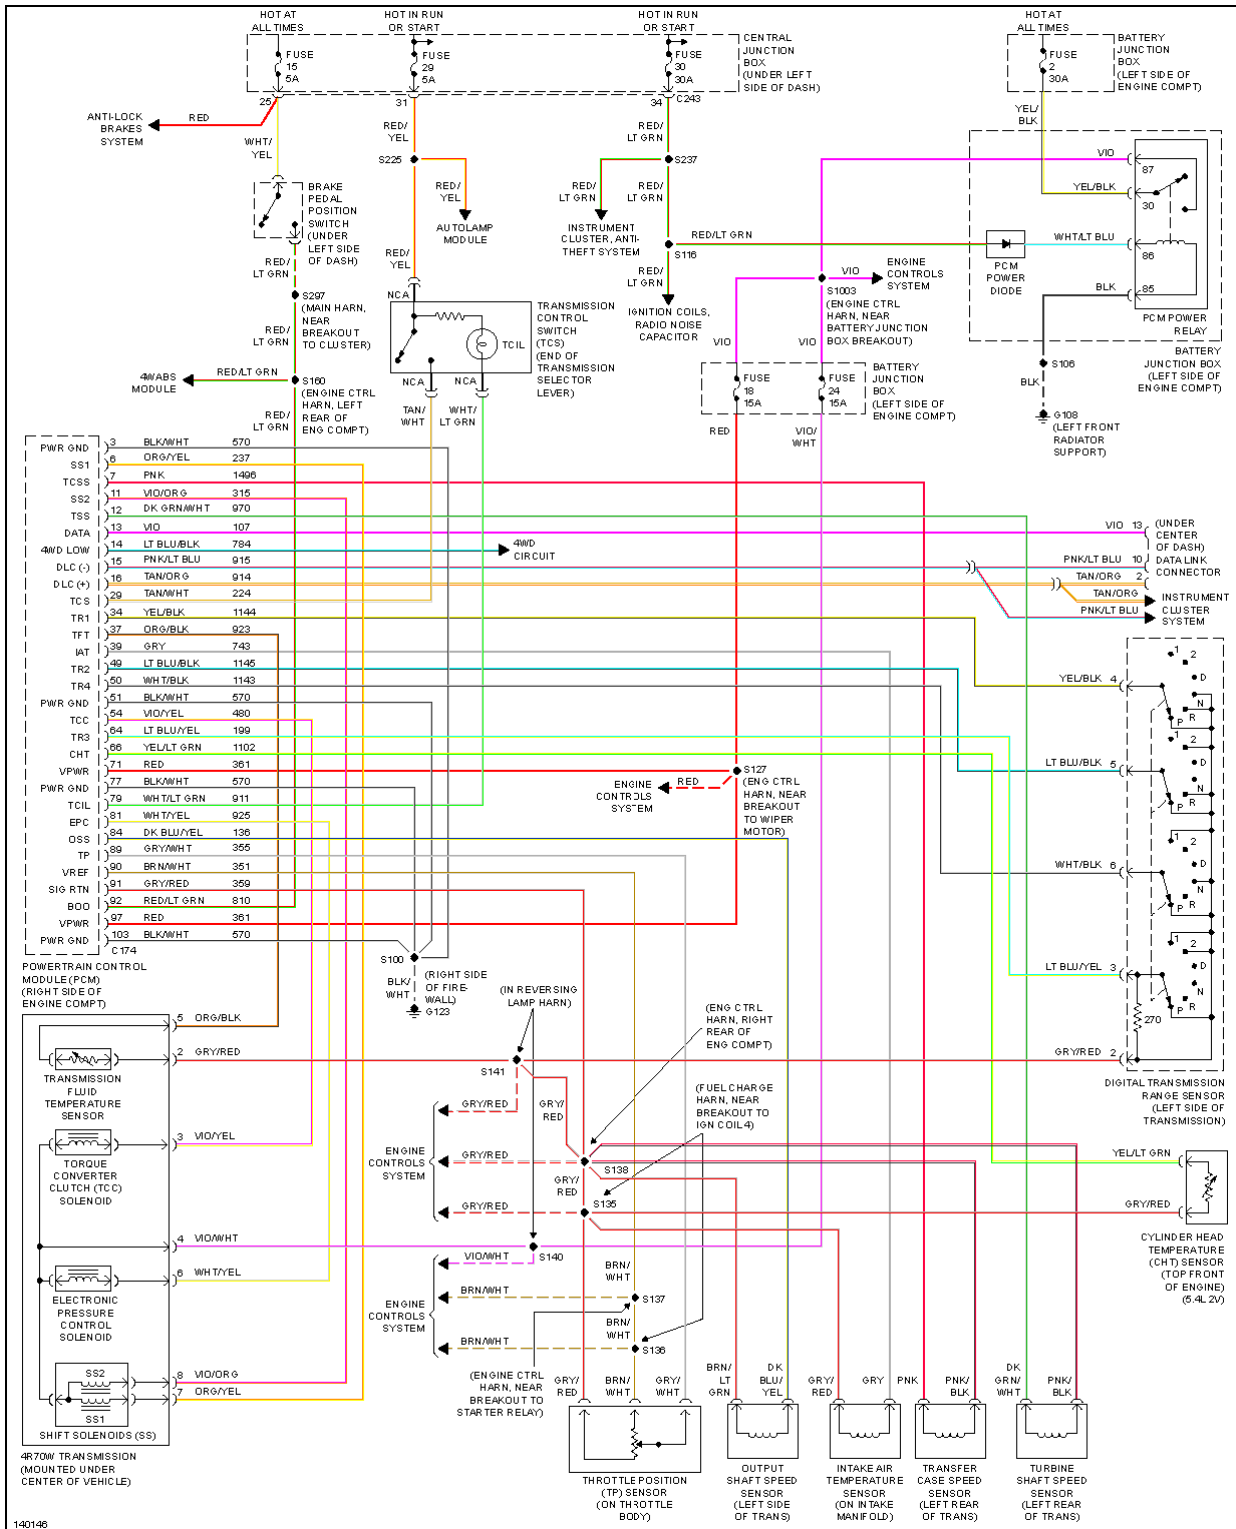 HOT AT
ALL TIMES
HOT IN RUN
OR START
HOT IN RUN
OR START
HOT AT
ALL TIMES
FUSE
15
5A
FUSE
29
5A
FUSE
30
30A
CENTRAL
JUNCTION
BOX
(UNDER LEFT
SIDE OF DASH)
FUSE
2
30A
BATTERY
JUNCTION
BOX
(LEFT SIDE OF
ENGINE COMPT)
25
31
34
C243
ANTI-LOCK
BRAKES
SYSTEM
RED
WHT/
YEL
RED/
YEL
RED/
LT GRN
YEL/
BLK
S225
S237
VIO
87
BRAKE
PEDAL
POSITION
SWITCH
(UNDER
LEFT SIDE
OF DASH)
RED/
YEL
AUTOLAMP
MODULE
RED/
LT GRN
RED/
LT GRN
INSTRUMENT
CLUSTER, ANTI-
THEFT SYSTEM
YEL/BLK
30
RED/LT GRN
WHT/LT BLU
86
S116
PCM
POWER
DIODE
RED/
LT GRN
RED/
YEL
RED/
LT GRN
VIO
ENGINE
CONTROLS
SYSTEM
BLK
85
S297
(MAIN HARN,
NEAR
BREAKOUT
TO CLUSTER)
NCA
TRANSMISSION
CONTROL
SWITCH
(TCS)
(END OF
TRANSMISSION
SELECTOR
LEVER)
TCIL
IGNITION COILS,
RADIO NOISE
CAPACITOR
S1003
(ENGINE CTRL
HARN, NEAR
BATTERY JUNCTION
BOX BREAKOUT)
PCM POWER
RELAY
BATTERY
JUNCTION BOX
(LEFT SIDE OF
ENGINE COMPT)
RED/
LT GRN
VIO
VIO
S106
4WABS
MODULE
RED/LT GRN
S160
(ENGINE CTRL
HARN, LEFT
REAR OF
ENG COMPT)
NCA
NCA
FUSE
18
15A
FUSE
24
15A
BATTERY
JUNCTION
BOX
(LEFT SIDE OF
ENGINE COMPT)
BLK
G108
(LEFT FRONT
RADIATOR
SUPPORT)
RED/
LT GRN
TAN/
WHT
WHT/
LT GRN
RED
VIO/
WHT
PWR GND 3 BLK/WHT 570
SS1 6 ORG/YEL 237
TCSS 7 PNK 1496
SS2 11 VIO/ORG 315
TSS 12 DK GRN/WHT 970
DATA 13 VIO 107
4WD LOW 14 LT BLU/BLK 784
DLC (-) 15 PNK/LT BLU 915
DLC (+) 16 TAN/ORG 914
TCS 29 TAN/WHT 224
TR1 34 YEL/BLK 1144
TFT 37 ORG/BLK 923
IAT 39 GRY 743
TR2 49 LT BLU/BLK 1145
TR4 50 WHT/BLK 1143
PWR GND 51 BLK/WHT 570
TCC 54 VIO/YEL 480
TR3 64 LT BLU/YEL 199
CHT 66 YEL/LT GRN 1102
VPWR 71 RED 361
PWR GND 77 BLK/WHT 570
TCIL 79 WHT/LT GRN 911
EPC 81 WHT/YEL 925
OSS 84 DK BLU/YEL 136
TP 89 GRY/WHT 355
VREF 90 BRN/WHT 351
SIG RTN 91 GRY/RED 359
BOO 92 RED/LT GRN 810
VPWR 97 RED 361
PWR GND 103 BLK/WHT 570
C174
POWERTRAIN CONTROL
MODULE (PCM)
(RIGHT SIDE OF
ENGINE COMPT)
4WD
CIRCUIT
VIO 13
PNK/LT BLU 10
TAN/ORG 2
(UNDER
CENTER
OF DASH)
DATA LINK
CONNECTOR
TAN/ORG
PNK/LT BLU
INSTRUMENT
CLUSTER
SYSTEM
YEL/BLK 4
1
2
D
N
R
P
LT BLU/BLK 5
1
2
D
N
R
P
WHT/BLK 6
1
2
D
N
R
P
LT BLU/YEL 3
1
2
D
N
R
P
270
GRY/RED 2
DIGITAL TRANSMISSION
RANGE SENSOR
(LEFT SIDE OF
TRANSMISSION)
ENGINE
CONTROLS
SYSTEM
RED
S127
(ENG CTRL
HARN, NEAR
BREAKOUT
TO WIPER
MOTOR)
S100
BLK/
WHT
(RIGHT SIDE
OF FIRE-
WALL)
G123
(IN REVERSING
LAMP HARN)
(ENG CTRL
HARN, RIGHT
REAR OF
ENG COMPT)
(FUEL CHARGE
HARN, NEAR
BREAKOUT TO
IGN COIL 4)
5 ORG/BLK
2 GRY/RED
TRANSMISSION
FLUID
TEMPERATURE
SENSOR
3 VIO/YEL
TORQUE
CONVERTER
CLUTCH (TCC)
SOLENOID
4 VIO/WHT
6 WHT/YEL
ELECTRONIC
PRESSURE
CONTROL
SOLENOID
8 VIO/ORG
7 ORG/YEL
SS2
SS1
SHIFT SOLENOIDS (SS)
4R70W TRANSMISSION
(MOUNTED UNDER
CENTER OF VEHICLE)
S141
GRY/RED
GRY/
RED
ENGINE
CONTROLS
SYSTEM
GRY/RED
GRY/RED
S138
GRY/
RED
S135
VIO/WHT
S140
BRN/WHT
BRN/WHT
ENGINE
CONTROLS
SYSTEM
BRN/
WHT
S137
BRN/
WHT
S136
(ENGINE CTRL
HARN, NEAR
BREAKOUT TO
STARTER RELAY)
YEL/LT GRN
GRY/RED
CYLINDER HEAD
TEMPERATURE
(CHT) SENSOR
(TOP FRONT
OF ENGINE)
(5.4L 2V)
GRY/
RED
BRN/
WHT
GRY/
WHT
BRN/
LT
GRN
DK
BLU/
YEL
GRY/
RED
GRY
PNK
PNK/
BLK
DK
GRN/
WHT
PNK/
BLK
THROTTLE POSITION
(TP) SENSOR
(ON THROTTLE
BODY)
OUTPUT
SHAFT SPEED
SENSOR
(LEFT SIDE
OF TRANS)
INTAKE AIR
TEMPERATURE
SENSOR
(ON INTAKE
MANIFOLD)
TRANSFER
CASE SPEED
SENSOR
(LEFT REAR
OF TRANS)
TURBINE
SHAFT SPEED
SENSOR
(LEFT REAR
OF TRANS)
140146